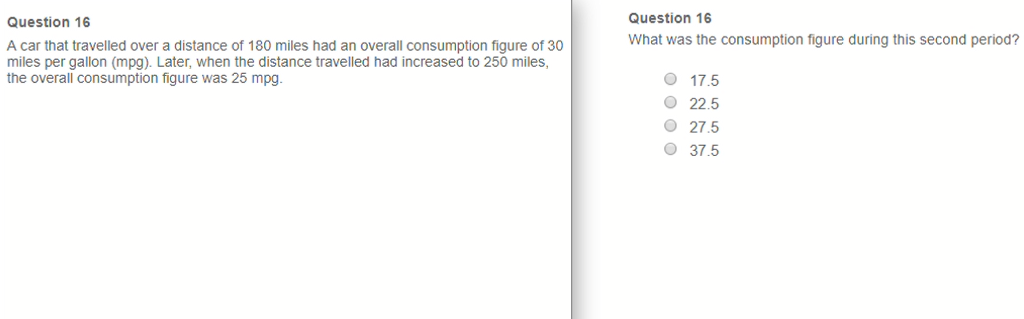 Question 16
A car that travelled over a distance of 180 miles had an overall consumption figure of 30
miles per gallon (mpg). Later, when the distance travelled had increased to 250 miles,
the overall consumption figure was 25 mpg.
Question 16
What was the consumption figure during this second period?
17.5
22.5
27.5
37.5